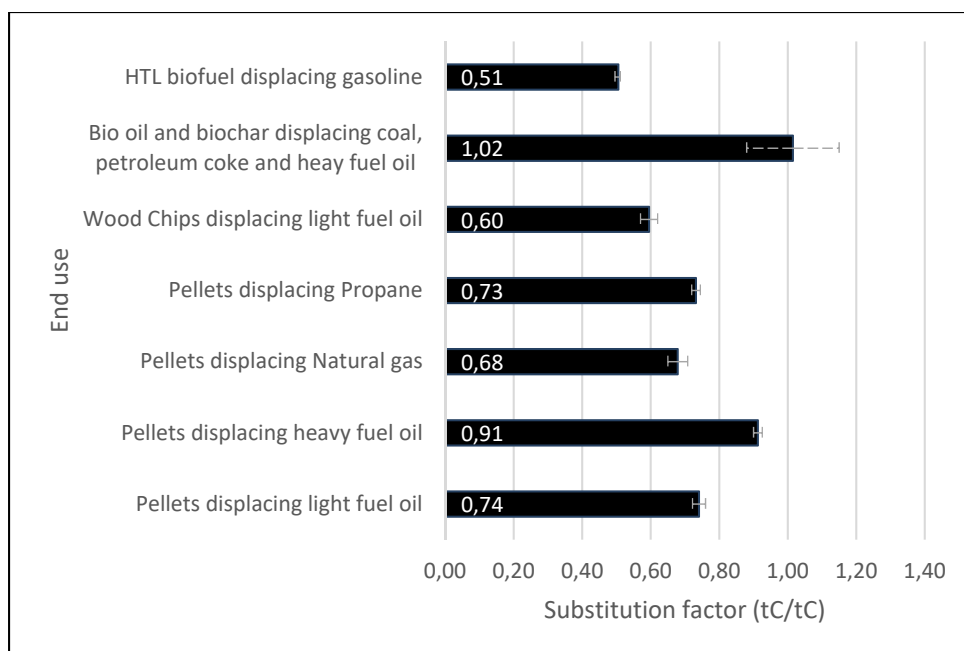 End use
HTL biofuel displacing gasoline
0,51
Bio oil and biochar displacing coal,
petroleum coke and heay fuel oil
1,02
Wood Chips displacing light fuel oil
0,60
Pellets displacing Propane
0,73
Pellets displacing Natural gas
0,68
Pellets displacing heavy fuel oil
0,91
Pellets displacing light fuel oil
0,74
0,00 0,20 0,40 0,60 0,80 1,00 1,20 1,40
Substitution factor (tC/tC)